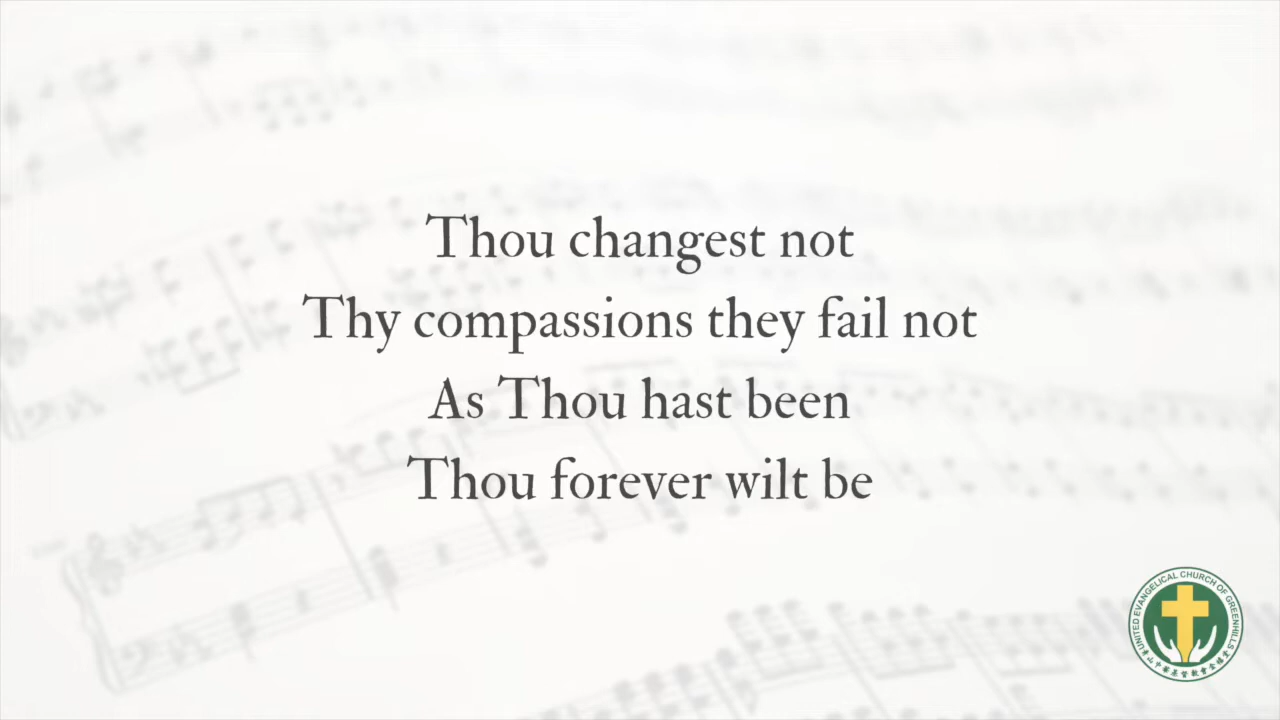 Thou changest not
Thy compassions they fail not
As Thou hast been
Thou forever wilt be
UNITED EVANGELICAL CHURCH OF GREENHILLS